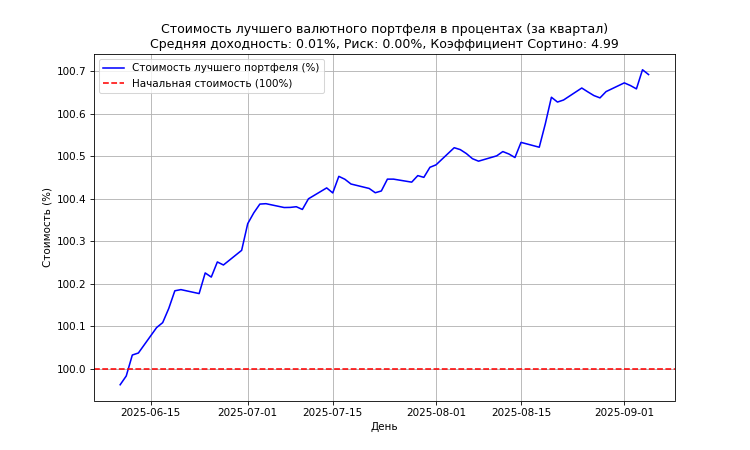 Стоимость лучшего валютного портфеля в процентах (за квартал)
Средняя доходность: 0.01%, Риск: 0.00%, Коэффициент Сортино: 4.99
Стоимость лучшего портфеля (%)
Начальная стоимость (100%)
Стоимость (%)
100.7
100.6
100.5
100.4
100.3
100.2
100.1
100.0
2025-06-15
2025-07-01
2025-07-15
2025-08-01
2025-08-15
2025-09-01
День